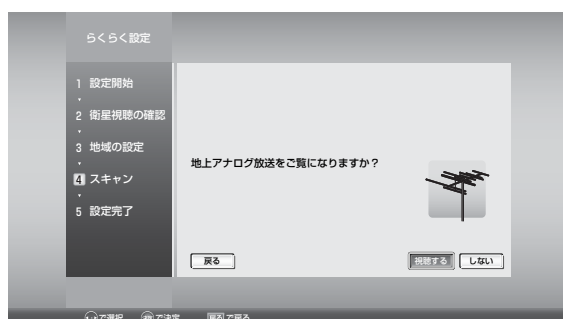 らくらく設定
1 設定開始
2 衛星視聴の確認
3 地域の設定
4 スキャン
5 設定完了
地上アナログ放送をご覧になりますか？
戻る
視聴する しない
で選択 で決定 戻る で戻る